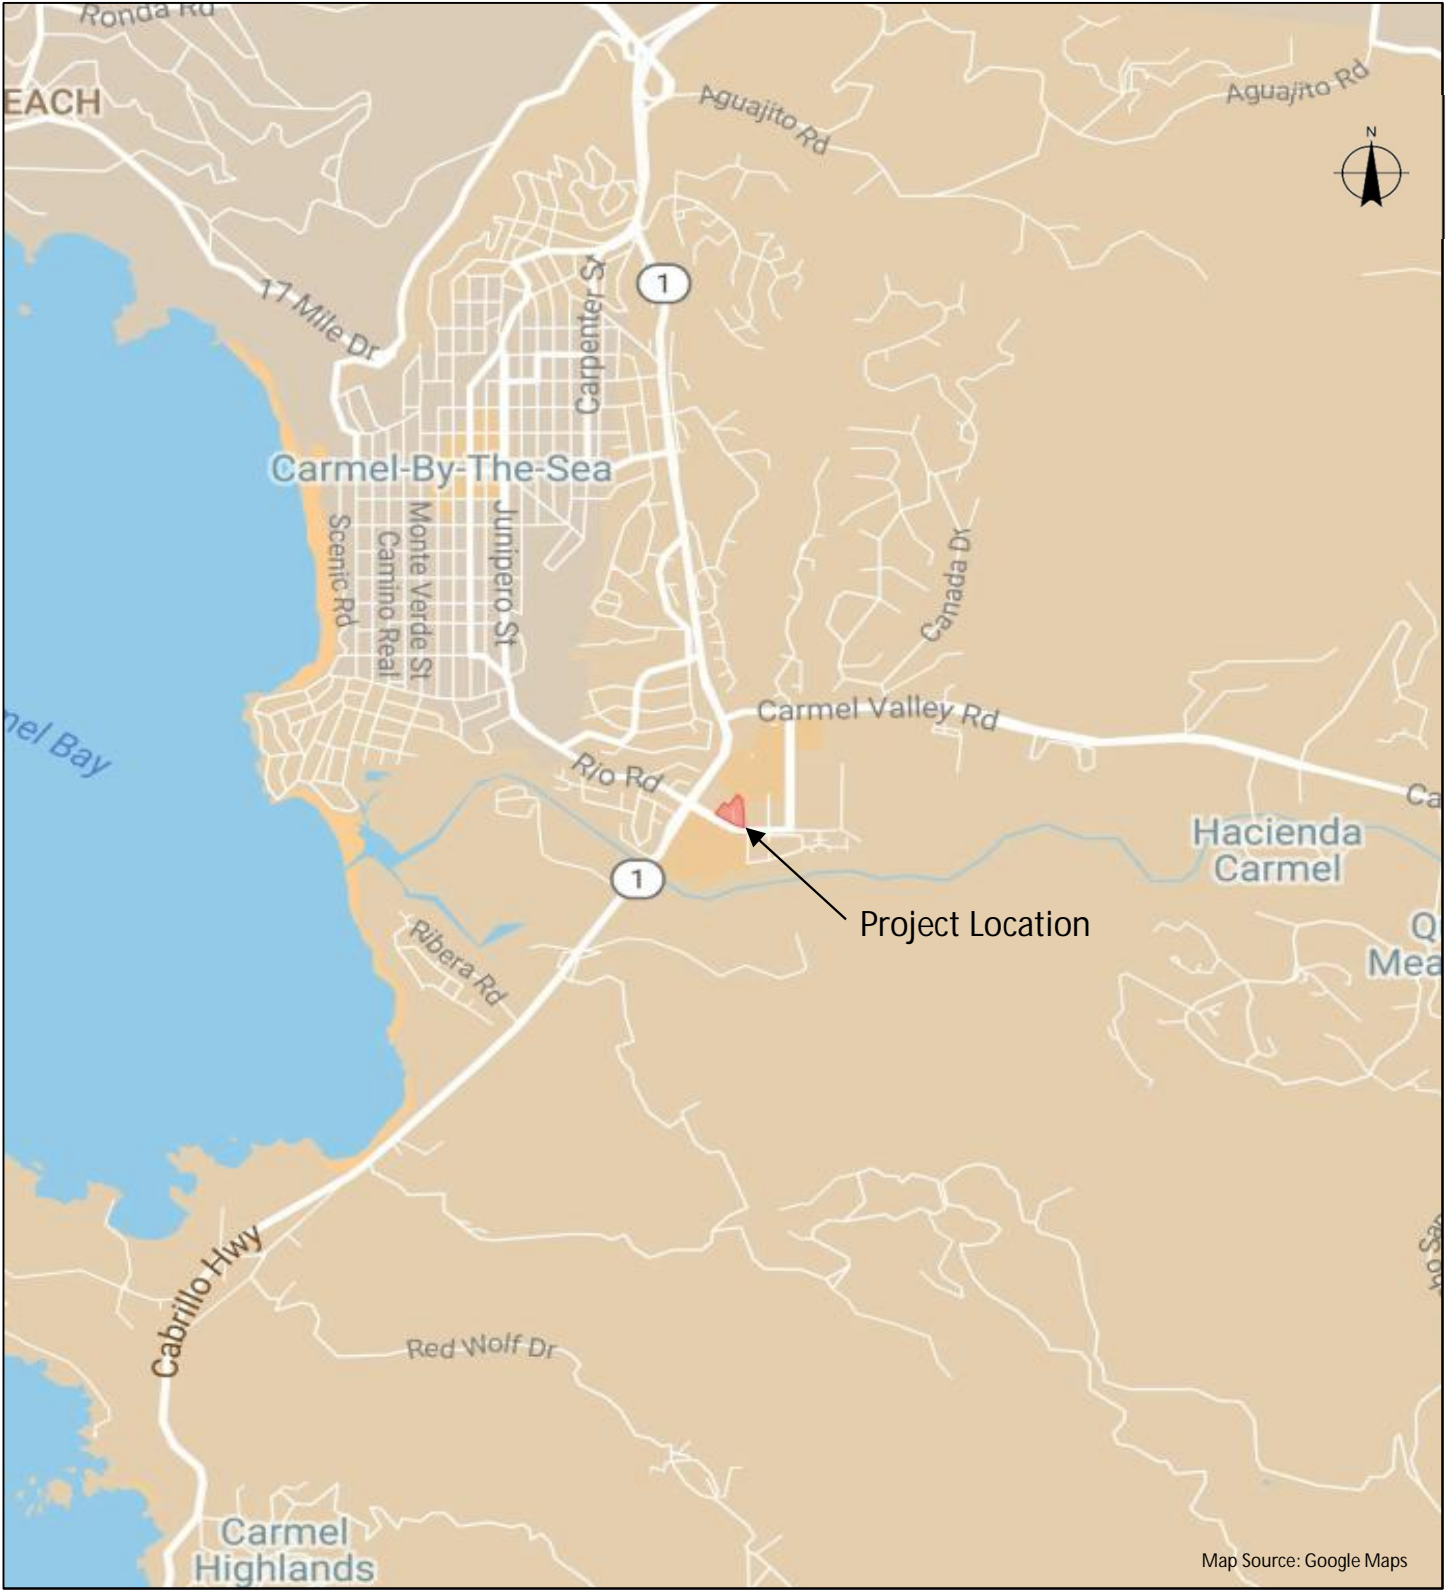 Ronda Rd
EACH
Aguajito Rd
Aguajito Rd
N
17 Mile Dr
Carpenter St
1
Carmel-By-The-Sea
Scenic Rd
Camino Real
Monte Verde St
Junipero St
Canada Dr
Carmel Valley Rd
nel Bay
Rio Rd
Ca
Hacienda
Carmel
1
Project Location
Ribera Rd
Q
Mea
Cabrillo Hwy
Red Wolf Dr
Carmel
Highlands
Map Source: Google Maps